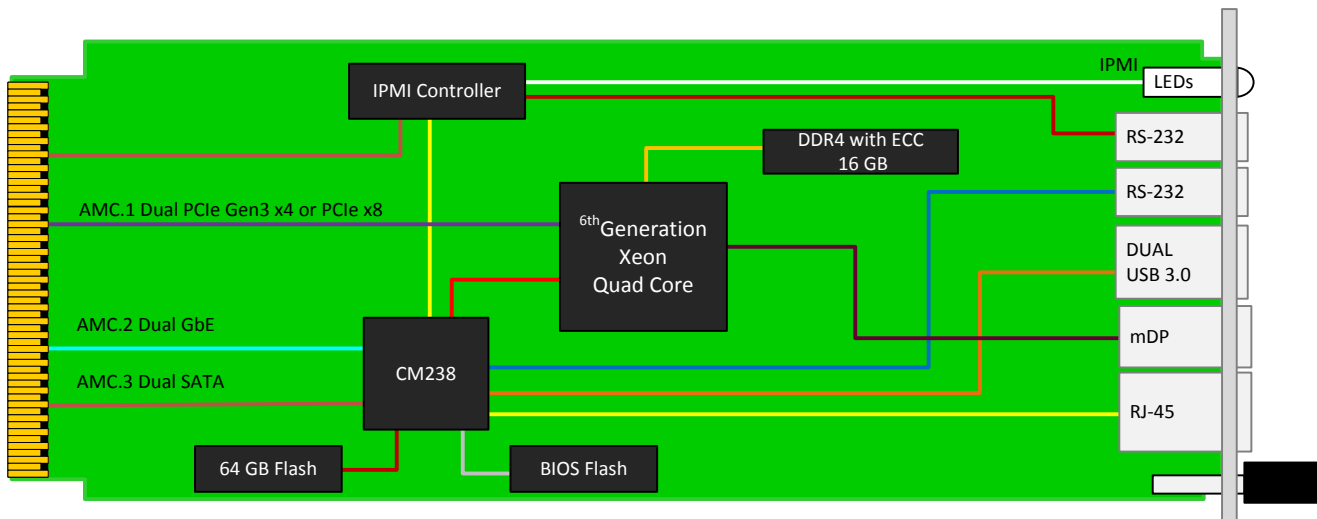 IPMI
LEDs
IPMI Controller
RS-232
DDR4 with ECC
16 GB
RS-232
AMC.1 Dual PCIe Gen3 x4 or PCIe x8
6thGeneration
Xeon
Quad Core
DUAL
USB 3.0
AMC.2 Dual GbE
mDP
CM238
AMC.3 Dual SATA
RJ-45
64 GB Flash
BIOS Flash